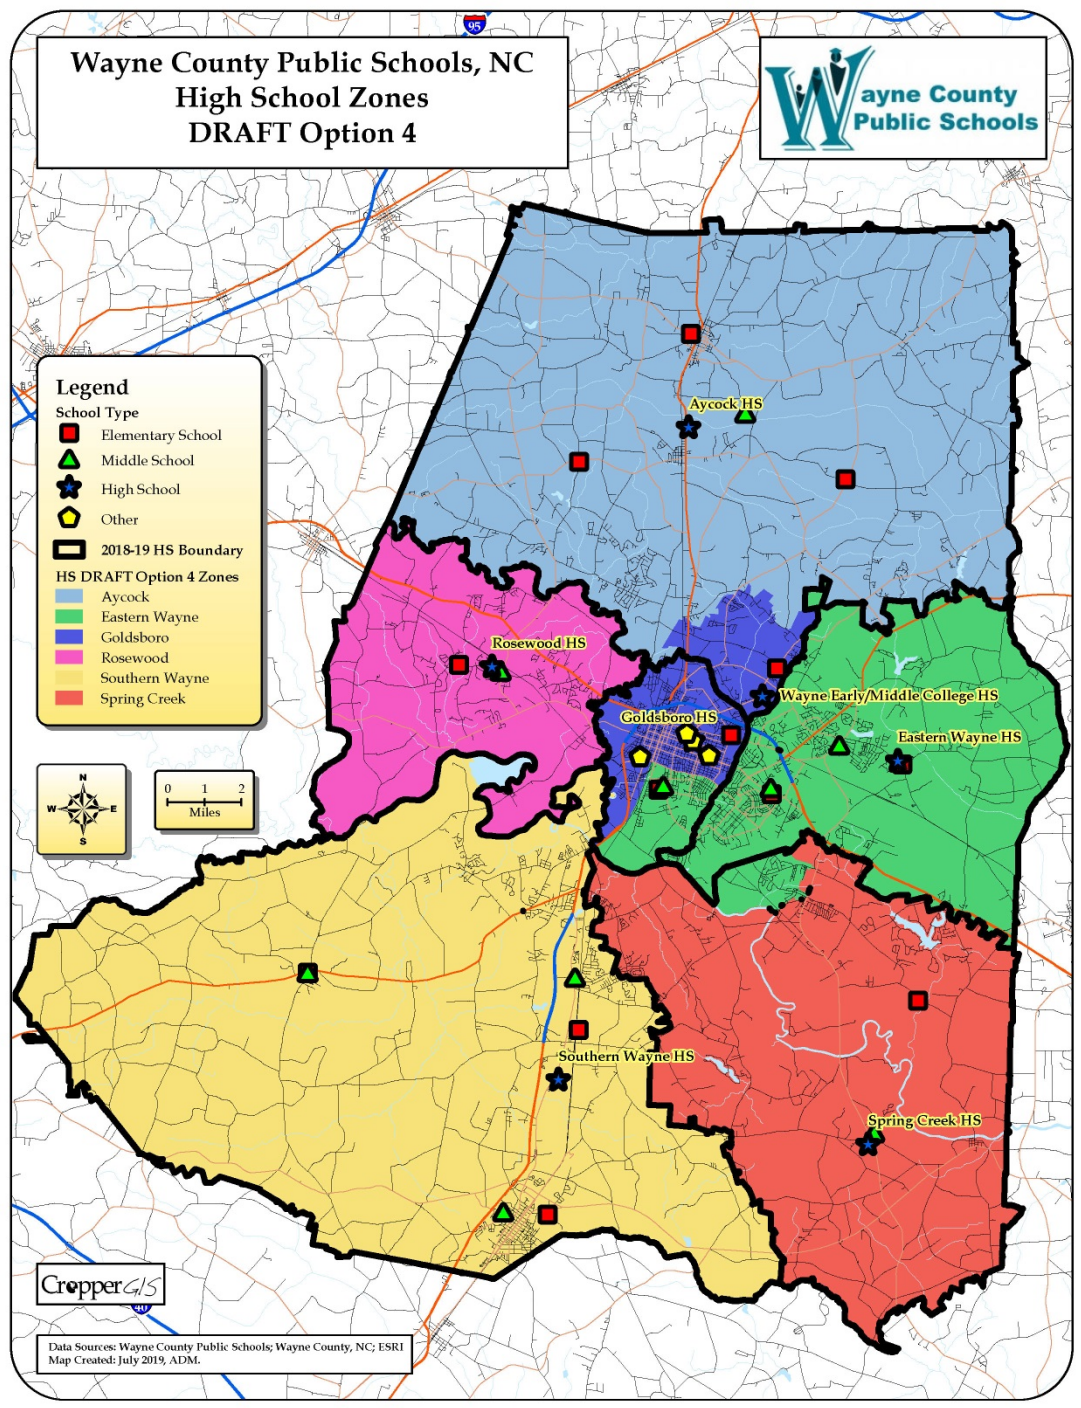 95
Wayne County Public Schools, NC
High School Zones
DRAFT Option 4
Wayne County
Public Schools
Legend
School Type
Elementary School
Middle School
High School
Other
2018-19 HS Boundary
HS DRAFT Option 4 Zones
Aycock
Eastern Wayne
Goldsboro
Rosewood
Southern Wayne
Spring Creek
N
W E
S
0 1 2
Miles
Aycock HS
Rosewood HS
Wayne Early/Middle College HS
Goldsboro HS
Eastern Wayne HS
Southern Wayne HS
Spring Creek HS
Cropper GIS
40
Data Sources: Wayne County Public Schools; Wayne County, NC; ESRI
Map Created: July 2019, ADM.